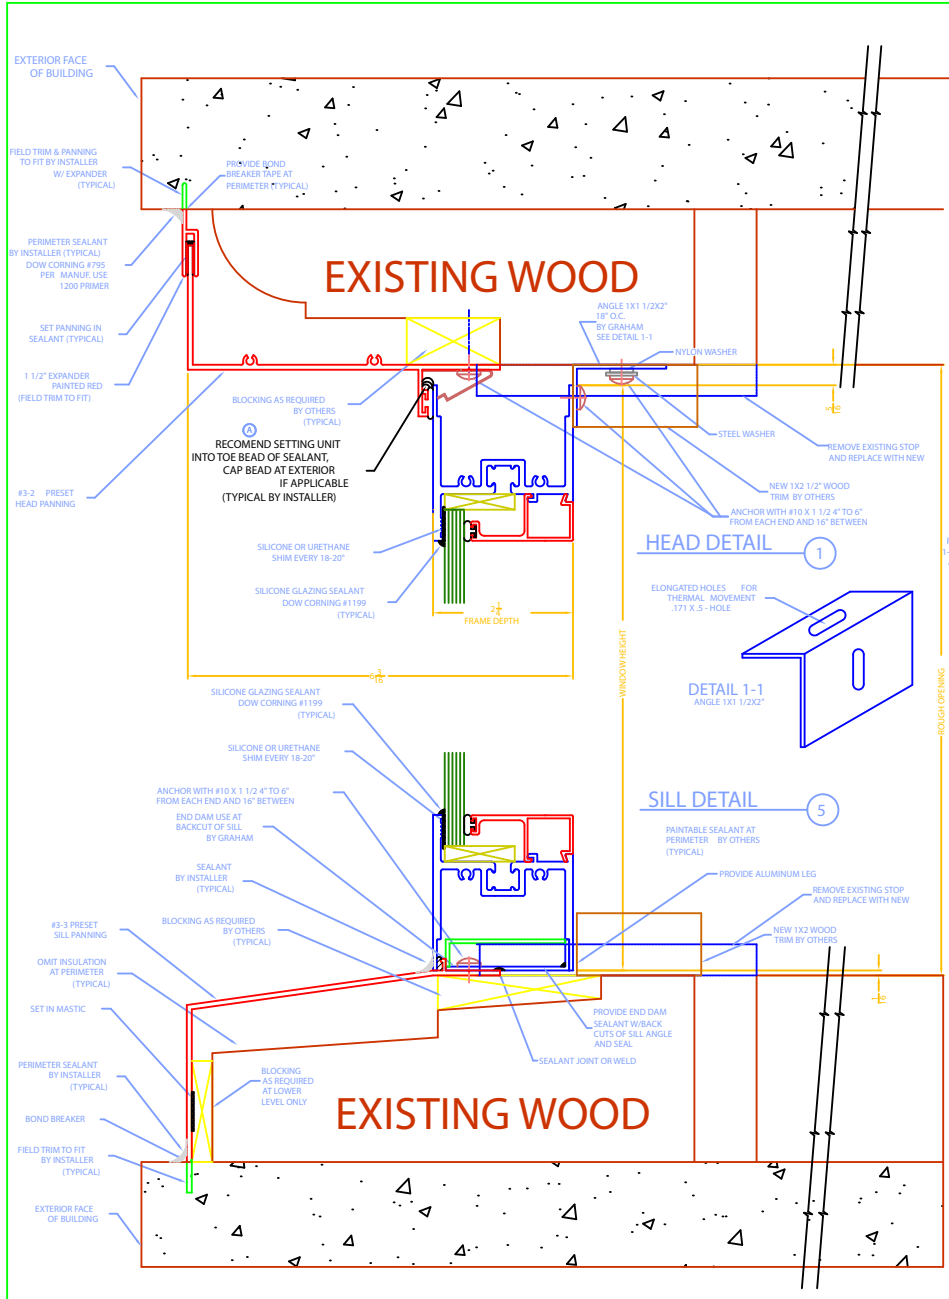 EXTERIOR FACE
OF BUILDING
FIELD TRIM & PANNING
TO FIT BY INSTALLER
W/ EXPANDER
(TYPICAL)
PROVIDE BOND
BREAKER TAPE AT
PERIMETER (TYPICAL)
PERIMETER SEALANT
BY INSTALLER (TYPICAL)
DOW CORNING #795
PER MANUF. USE
1200 PRIMER
EXISTING WOOD
ANGLE 1X1 1/2X2"
18" O.C.
BY GRAHAM
SEE DETAIL 1-1
SET PANNING IN
SEALANT (TYPICAL)
NYLON WASHER
1 1/2" EXPANDER
PAINTED RED
(FIELD TRIM TO FIT)
BLOCKING AS REQUIRED
BY OTHERS
(TYPICAL)
A
RECOMEND SETTING UNIT
INTO TOE BEAD OF SEALANT,
CAP BEAD AT EXTERIOR
IF APPLICABLE
(TYPICAL BY INSTALLER)
STEEL WASHER
REMOVE EXISTING STOP
AND REPLACE WITH NEW
#3-2 PRESET
HEAD PANNING
NEW 1X2 1/2" WOOD
TRIM BY OTHERS
ANCHOR WITH #10 X 1 1/2 4" TO 6"
FROM EACH END AND 16" BETWEEN
SILICONE OR URETHANE
SHIM EVERY 18-20"
HEAD DETAIL
1
SILICONE GLAZING SEALANT
DOW CORNING #1199
(TYPICAL)
FRAME DEPTH
ELONGATED HOLES FOR
THERMAL MOVEMENT
.171 X .5 - HOLE
WINDOW HEIGHT
ROUGH OPENING
DETAIL 1-1
ANGLE 1X1 1/2X2"
SILICONE GLAZING SEALANT
DOW CORNING #1199
(TYPICAL)
SILICONE OR URETHANE
SHIM EVERY 18-20"
ANCHOR WITH #10 X 1 1/2 4" TO 6"
FROM EACH END AND 16" BETWEEN
SILL DETAIL
5
END DAM USE AT
BACKCUT OF SILL
BY GRAHAM
PAINTABLE SEALANT AT
PERIMETER BY OTHERS
(TYPICAL)
SEALANT
BY INSTALLER
(TYPICAL)
PROVIDE ALUMINUM LEG
REMOVE EXISTING STOP
AND REPLACE WITH NEW
BLOCKING AS REQUIRED
BY OTHERS
(TYPICAL)
#3-3 PRESET
SILL PANNING
NEW 1X2 WOOD
TRIM BY OTHERS
OMIT INSULATION
AT PERIMETER
(TYPICAL)
SET IN MASTIC
PROVIDE END DAM
SEALANT W/BACK
CUTS OF SILL ANGLE
AND SEAL
SEALANT JOINT OR WELD
PERIMETER SEALANT
BY INSTALLER
(TYPICAL)
BLOCKING
AS REQUIRED
AT LOWER
LEVEL ONLY
BOND BREAKER
EXISTING WOOD
FIELD TRIM TO FIT
BY INSTALLER
(TYPICAL)
EXTERIOR FACE
OF BUILDING